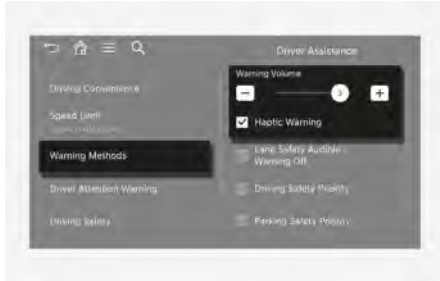 Driver Assistance
Driving Convenience
Speed Limit
Warning Methods
Driver Attention Warning
Driving Safety
Warning Volume
3
Haptic Warning
Lane Safety Audible
Warning Off
Driving Safety Priority
Parking Safety Priority